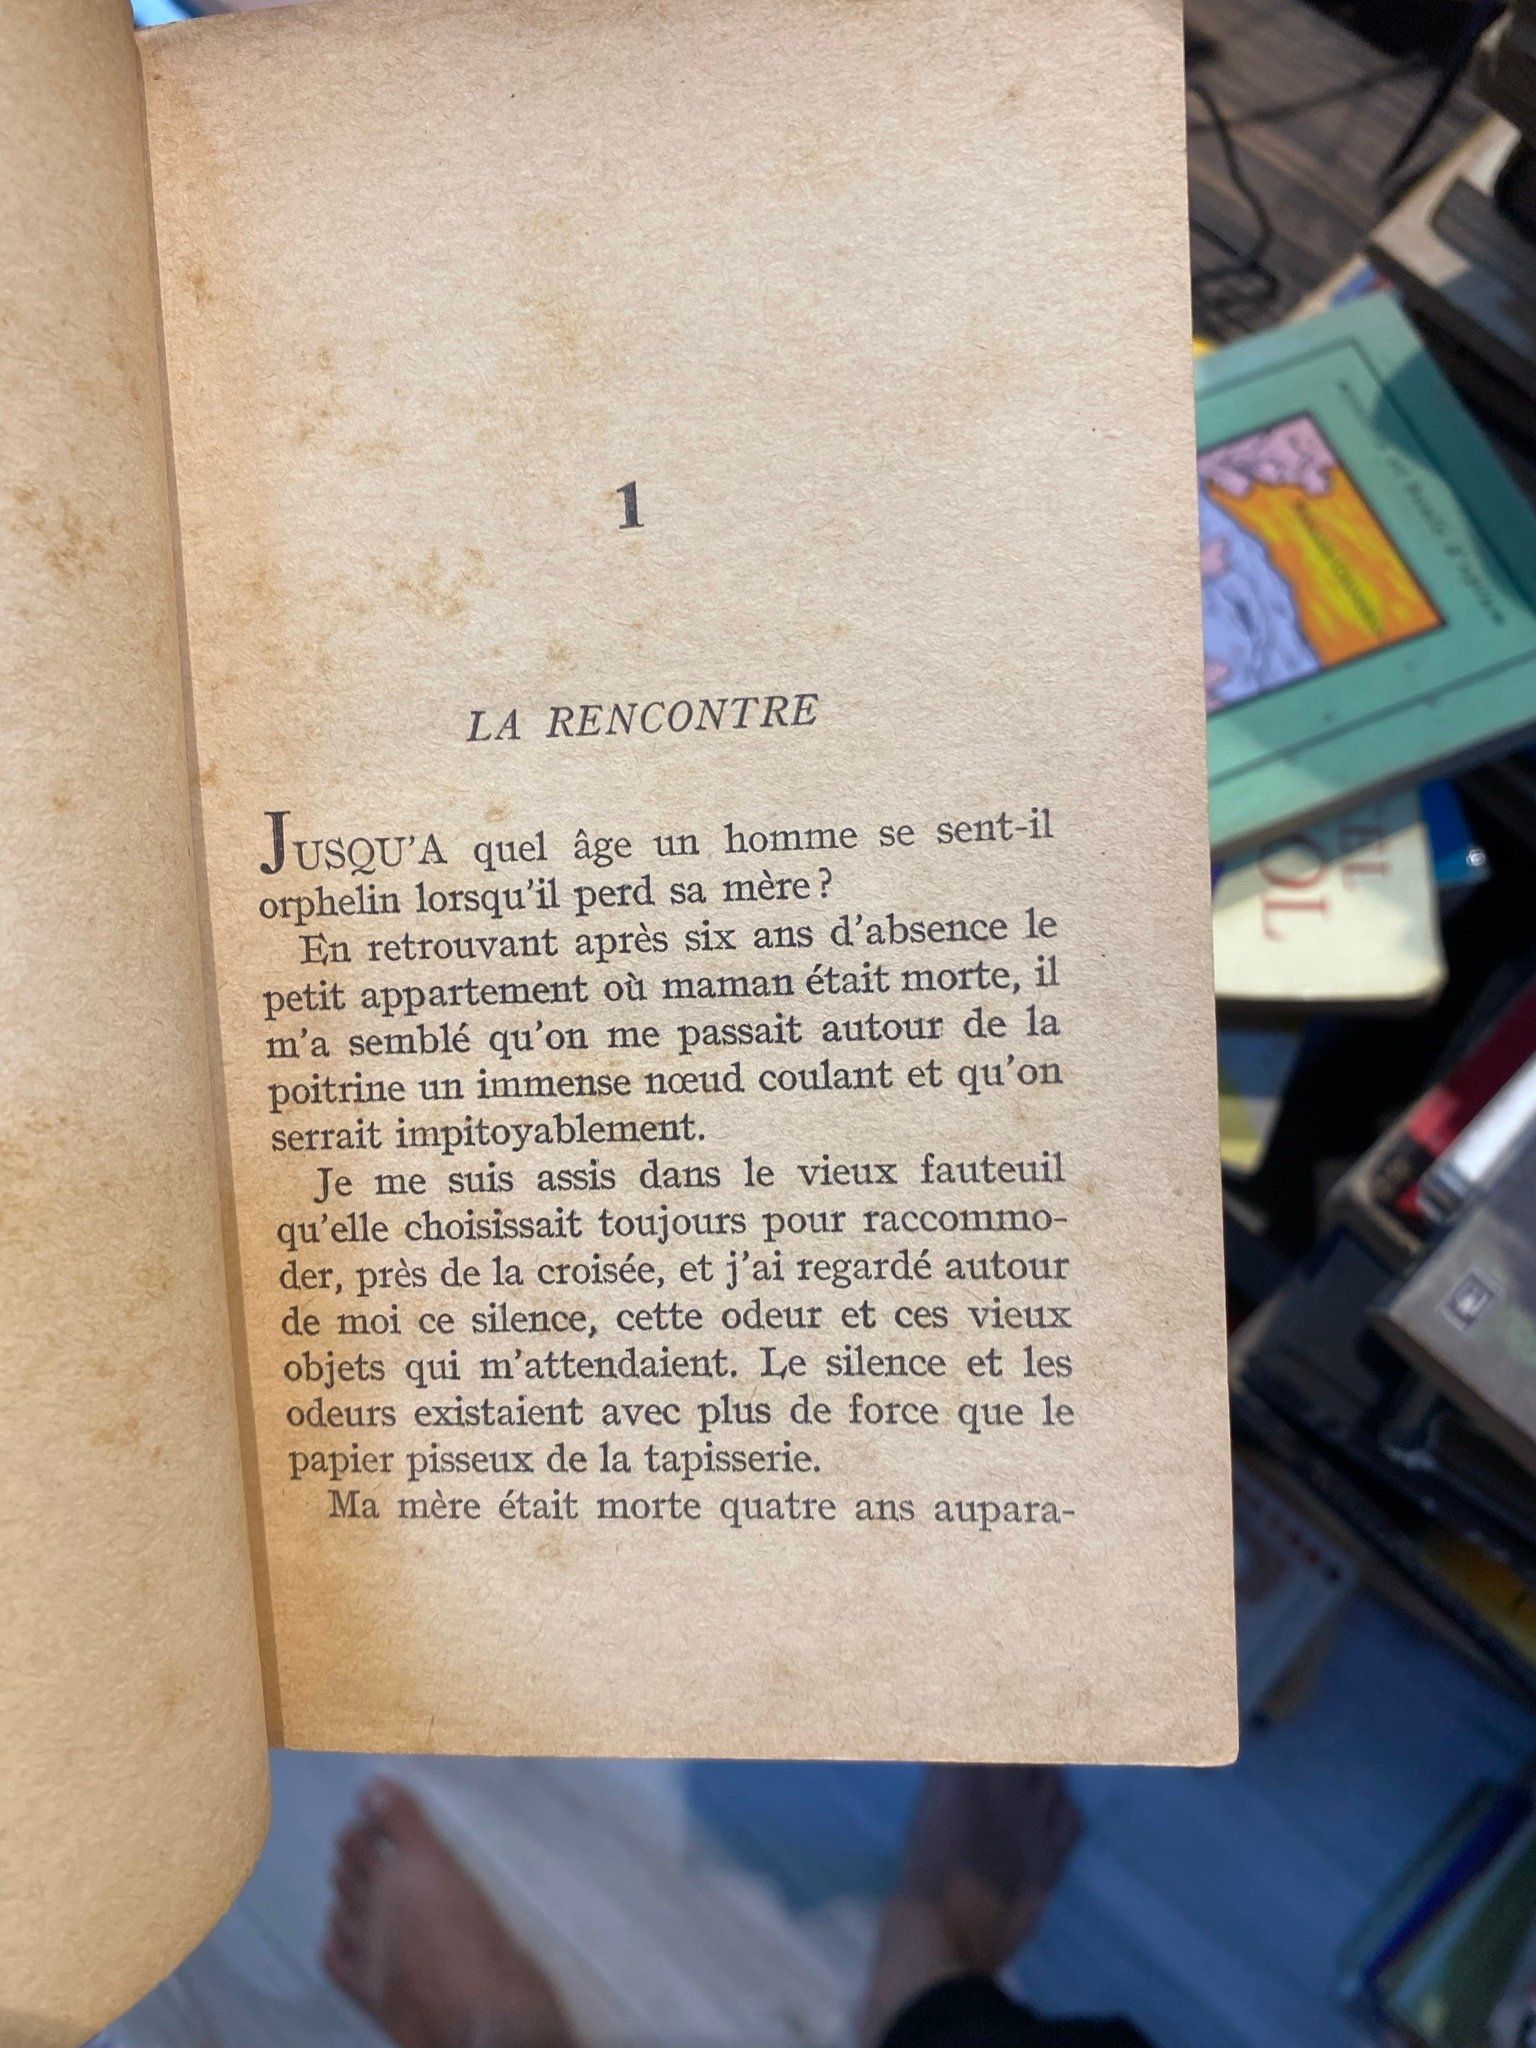 1
LA RENCONTRE
JUSQU'A quel âge un homme se sent-il
orphelin lorsqu'il perd sa mère ?
En retrouvant après six ans d'absence le
petit appartement où maman était morte, il
m'a semblé qu'on me passait autour de la
poitrine un immense nœud coulant et qu'on
serrait impitoyablement.
Je me suis assis dans le vieux fauteuil
qu'elle choisissait toujours pour raccommo-
der, près de la croisée, et j'ai regardé autour
de moi ce silence, cette odeur et ces vieux
objets qui m'attendaient. Le silence et les
odeurs existaient avec plus de force que le
papier pisseux de la tapisserie.
Ma mère était morte quatre ans aupara-